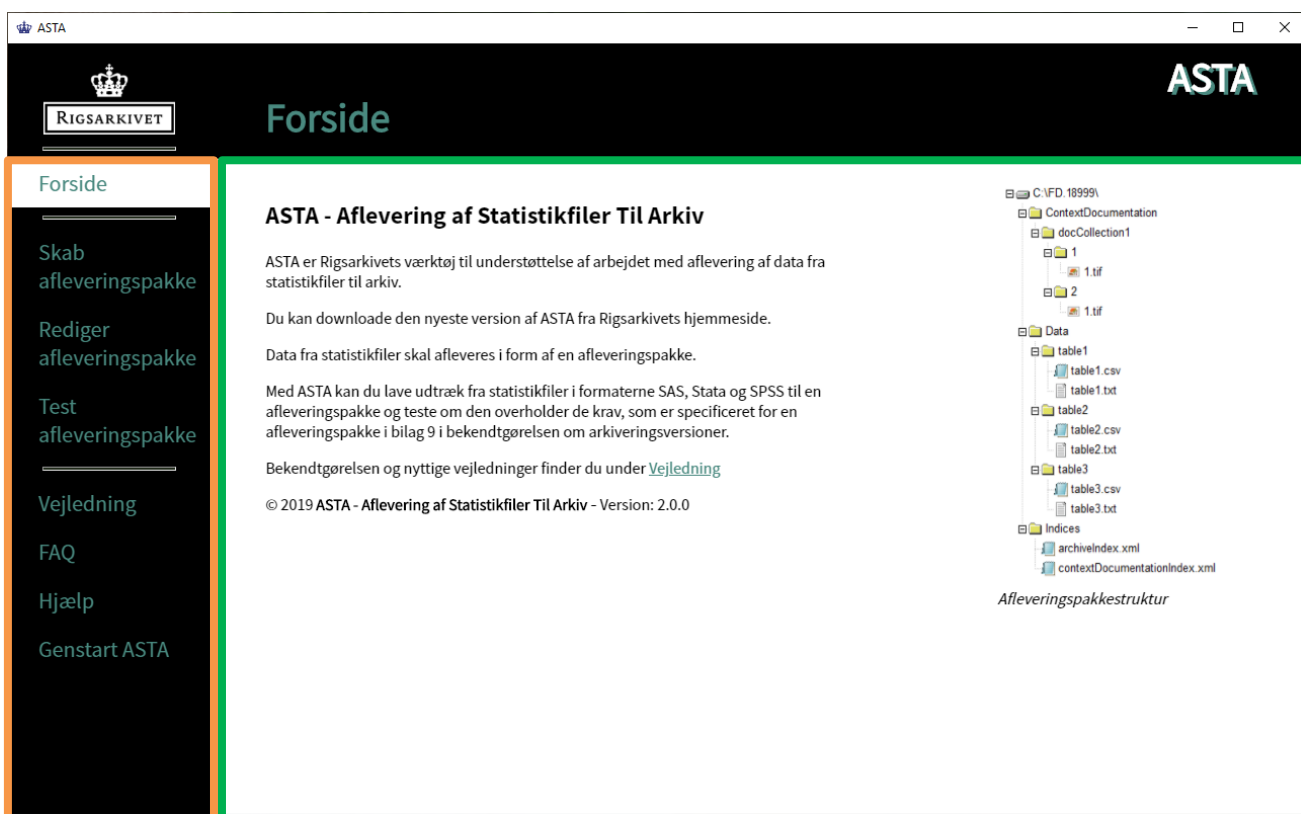 ASTA
RIGSARKIVET
Forside
ASTA
Forside
Skab
afleveringspakke
Rediger
afleveringspakke
Test
afleveringspakke
Vejledning
FAQ
Hjælp
Genstart ASTA
ASTA - Aflevering af Statistikfiler Til Arkiv
ASTA er Rigsarkivets værktøj til understøttelse af arbejdet med aflevering af data fra
statistikfiler til arkiv.
Du kan downloade den nyeste version af ASTA fra Rigsarkivets hjemmeside.
Data fra statistikfiler skal afleveres i form af en afleveringspakke.
Med ASTA kan du lave udtræk fra statistikfiler i formaterne SAS, Stata og SPSS til en
afleveringspakke og teste om den overholder de krav, som er specificeret for en
afleveringspakke i bilag 9 i bekendtgørelsen om arkiveringsversioner.
Bekendtgørelsen og nyttige vejledninger finder du under Vejledning
© 2019 ASTA - Aflevering af Statistikfiler Til Arkiv - Version: 2.0.0
C:\FD.18999\
ContextDocumentation
docCollection1
1
1.tif
2
1.tif
Data
table1
table1.csv
table1.txt
table2
table2.csv
table2.txt
table3
table3.csv
table3.txt
Indices
archiveIndex.xml
contextDocumentationIndex.xml
Afleveringspakkestruktur